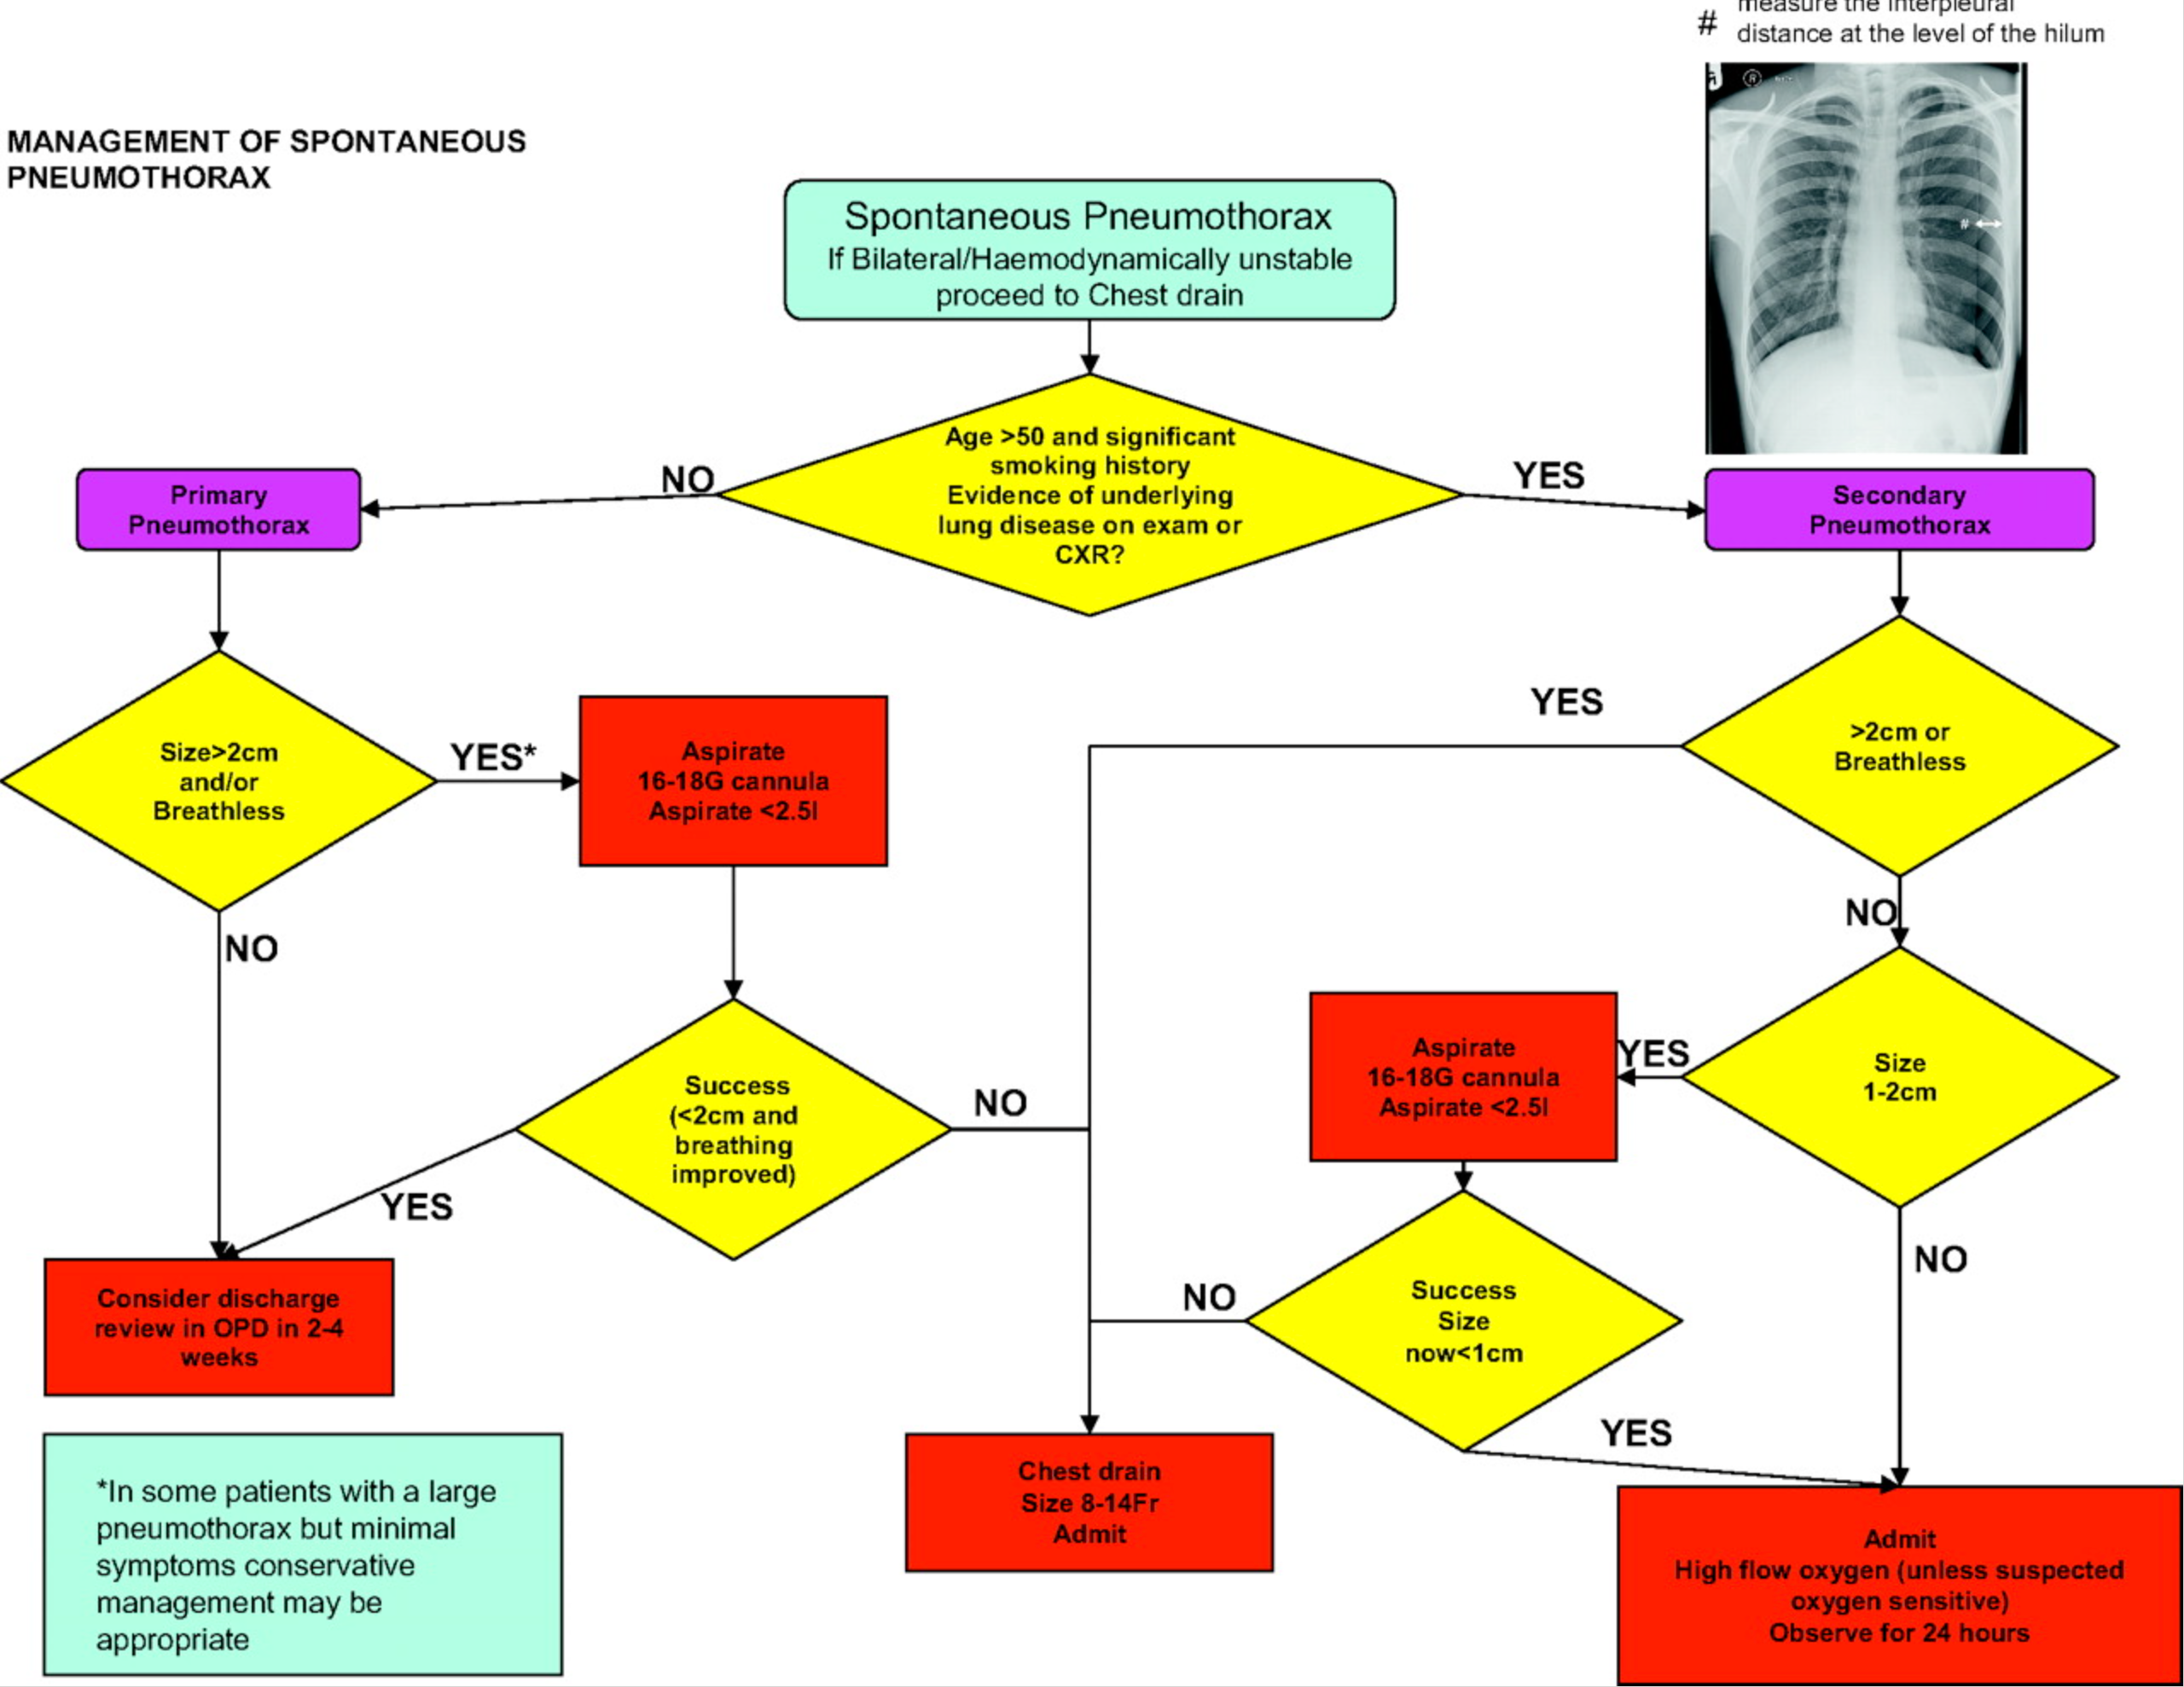 measure the interpleural
# distance at the level of the hilum
MANAGEMENT OF SPONTANEOUS
PNEUMOTHORAX
Spontaneous Pneumothorax
If Bilateral/Haemodynamically unstable
proceed to Chest drain
Age >50 and significant
smoking history
Evidence of underlying
lung disease on exam or
CXR?
NO
YES
Primary
Pneumothorax
Secondary
Pneumothorax
Size>2cm
and/or
Breathless
YES*
Aspirate
16-18G cannula
Aspirate <2.5l
YES
>2cm or
Breathless
NO
NO
Success
(<2cm and
breathing
improved)
NO
YES
Aspirate
16-18G cannula
Aspirate <2.5l
YES
Size
1-2cm
NO
Success
Size
now<1cm
NO
YES
Consider discharge
review in OPD in 2-4
weeks
Chest drain
Size 8-14Fr
Admit
Admit
High flow oxygen (unless suspected
oxygen sensitive)
Observe for 24 hours
*In some patients with a large
pneumothorax but minimal
symptoms conservative
management may be
appropriate
R
#